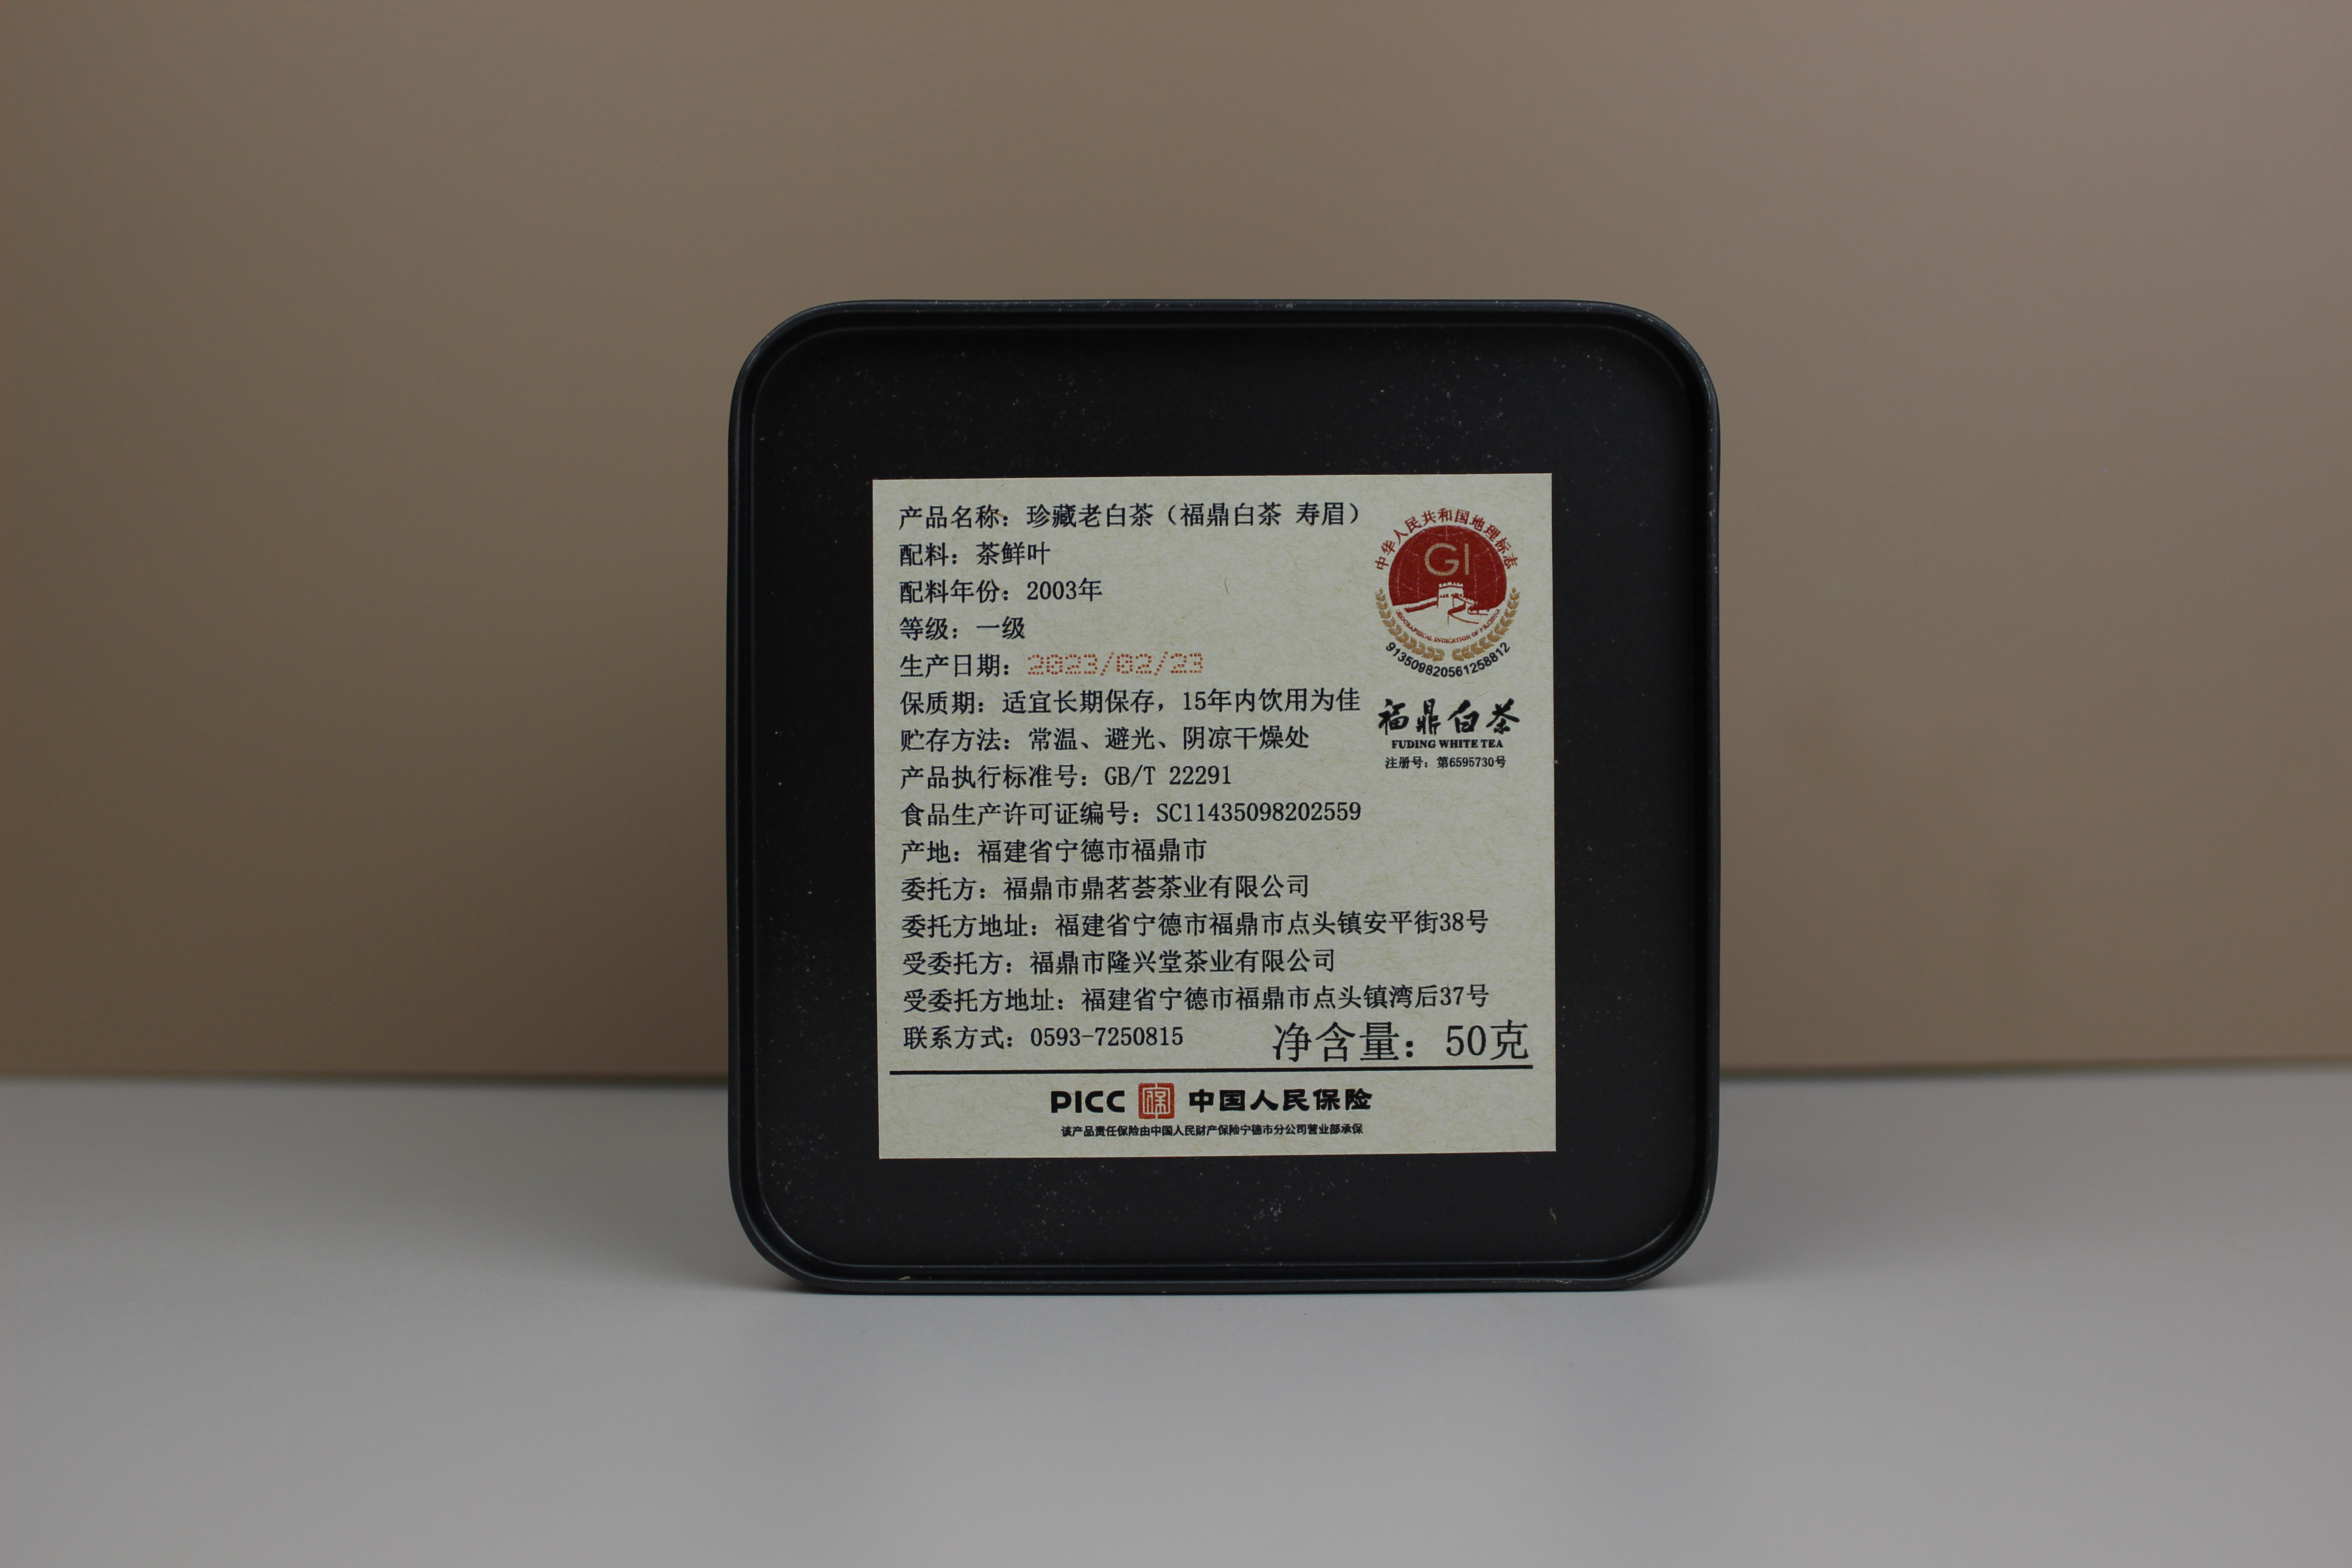 产品名称：珍藏老白茶（福鼎白茶 寿眉）
配料：茶鲜叶
配料年份：2003年
等级：一级
生产日期：2023/02/23
保质期：适宜长期保存，15年内饮用为佳
贮存方法：常温、避光、阴凉干燥处
产品执行标准号：GB/T 22291
食品生产许可证编号：SC11435098202559
产地：福建省宁德市福鼎市
委托方：福鼎市鼎茗荟茶业有限公司
委托方地址：福建省宁德市福鼎市点头镇安平街38号
受委托方：福鼎市隆兴堂茶业有限公司
受委托方地址：福建省宁德市福鼎市点头镇湾后37号
联系方式：0593-7250815
净含量：50克
中华人民共和国地理标志
GI
GEOGRAPHICAL INDICATION OF P.R.CHINA
913509820561258812
福鼎白茶
FUDING WHITE TEA
注册号：第6595730号
PICC 保 中国人民保险
该产品责任保险由中国人民财产保险宁德市分公司营业部承保